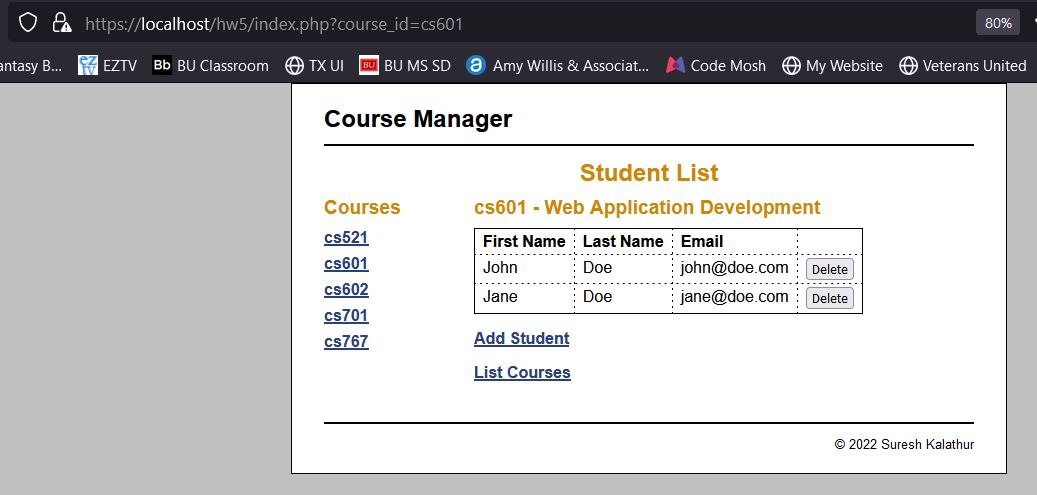 https://localhost/hw5/index.php?course_id=cs601 80%
antasy B... EZTV Bb BU Classroom TX UI BU BU MS SD a Amy Willis & Associat... Code Mosh My Website Veterans United
Course Manager
Student List
Courses
cs521
cs601
cs602
cs701
cs767
cs601 - Web Application Development
First Name Last Name Email
John Doe john@doe.com Delete
Jane Doe jane@doe.com Delete
Add Student
List Courses
© 2022 Suresh Kalathur